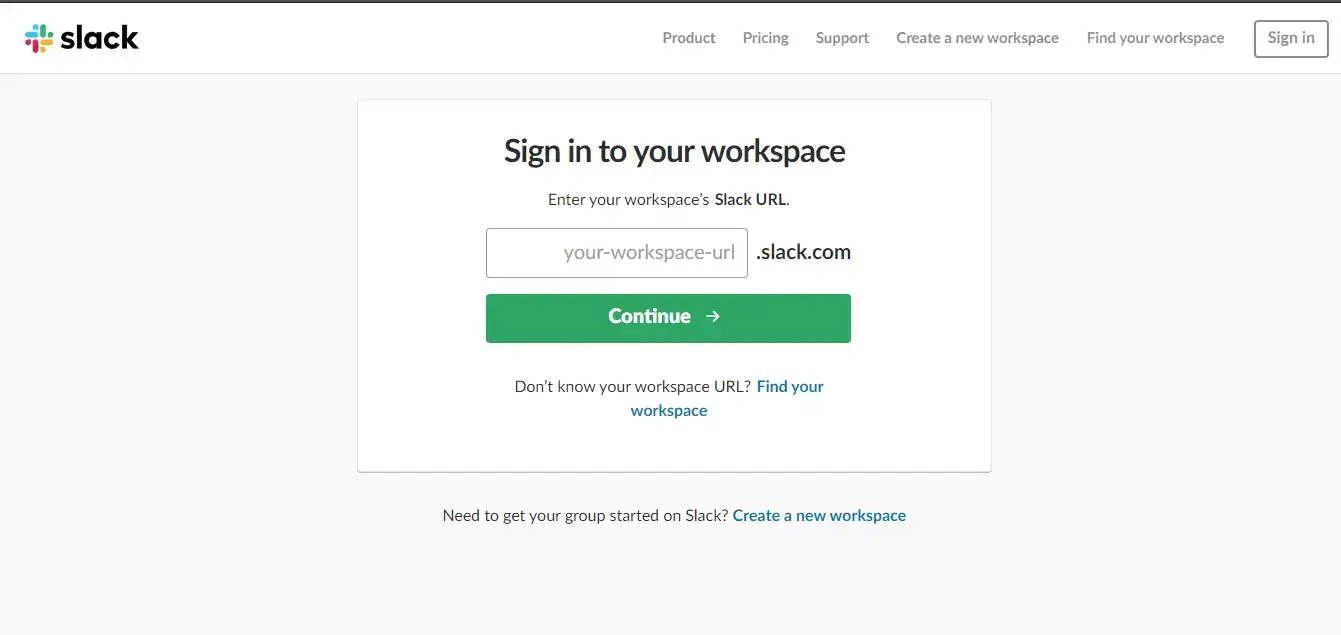 slack
Product Pricing Support Create a new workspace Find your workspace Sign in
Sign in to your workspace
Enter your workspace’s Slack URL.
your-workspace-url .slack.com
Continue →
Don’t know your workspace URL? Find your
workspace
Need to get your group started on Slack? Create a new workspace